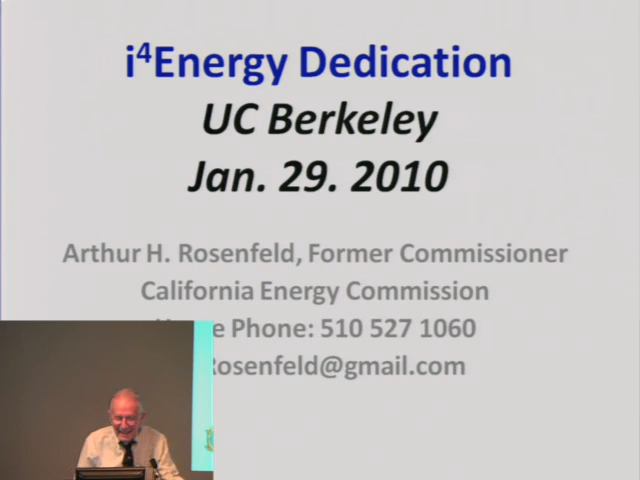 i⁴Energy Dedication
UC Berkeley
Jan. 29. 2010
Arthur H. Rosenfeld, Former Commissioner
California Energy Commission
Phone: 510 527 1060
Rosenfeld@gmail.com